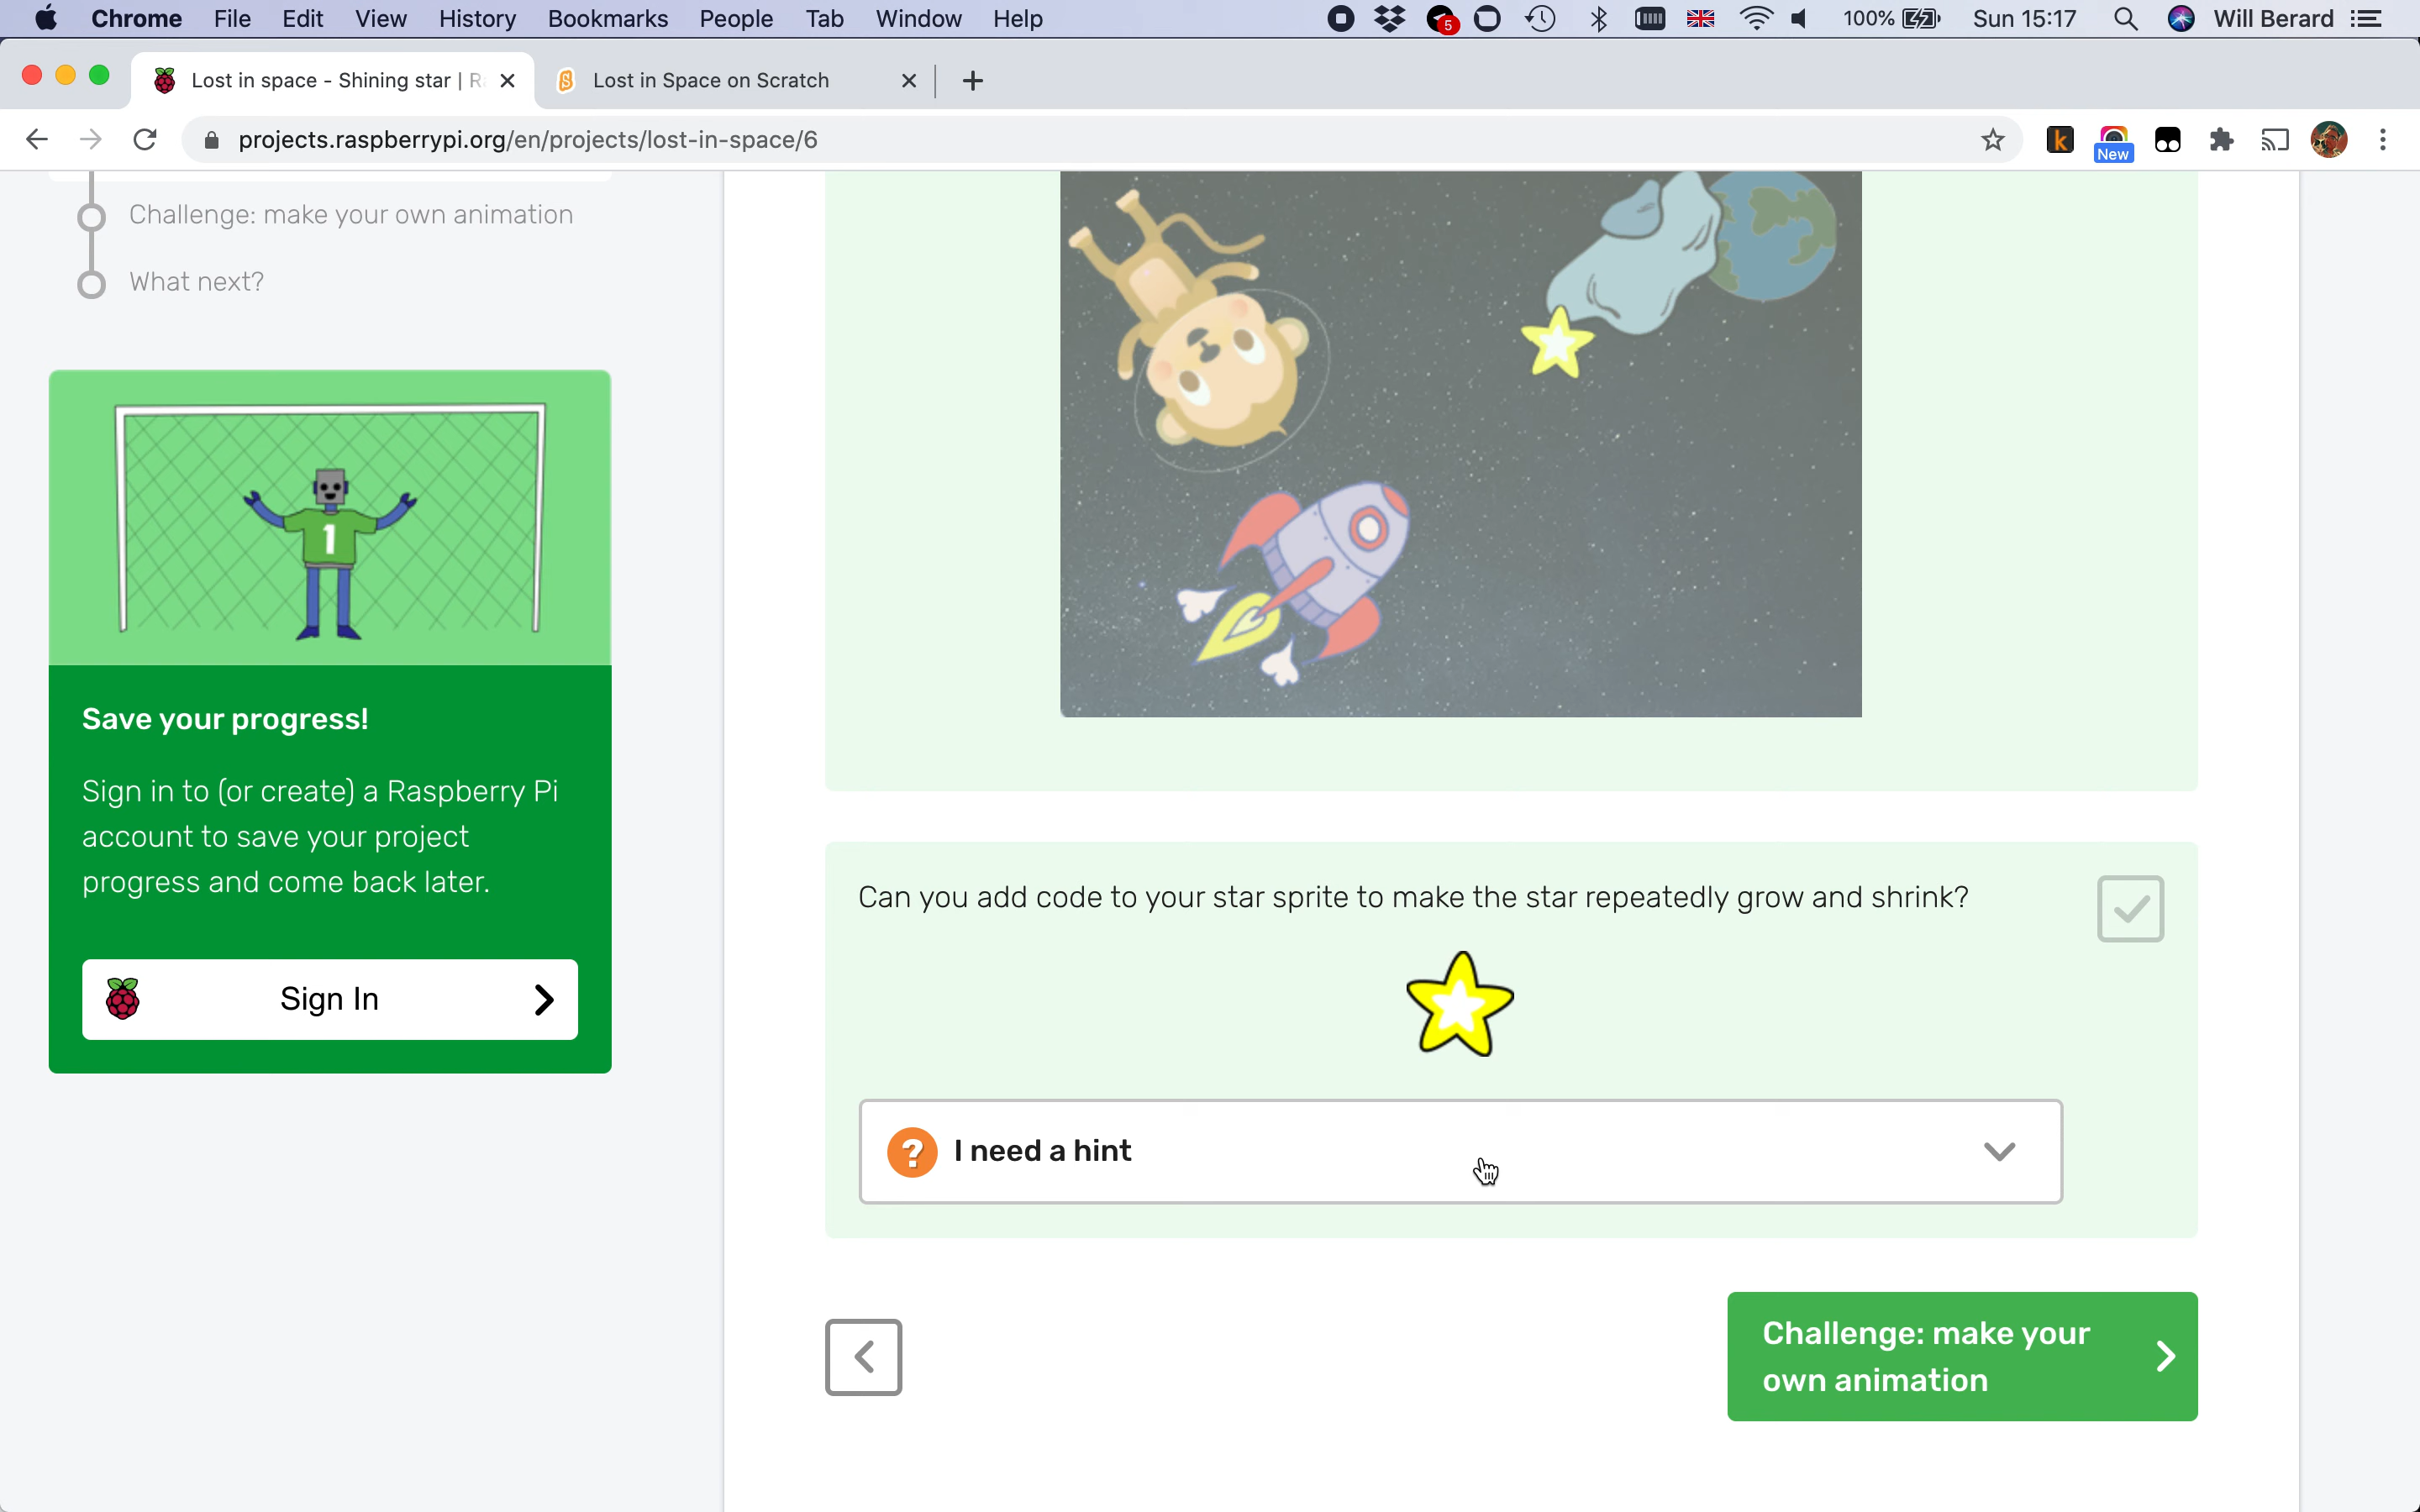 Chrome File Edit View History Bookmarks People Tab Window Help 5 100% Sun 15:17 Will Berard
Lost in space - Shining star | R
Lost in Space on Scratch
projects.raspberrypi.org/en/projects/lost-in-space/6
k
New
Challenge: make your own animation
What next?
1
Save your progress!
Sign in to (or create) a Raspberry Pi
account to save your project
progress and come back later.
Sign In
Can you add code to your star sprite to make the star repeatedly grow and shrink?
? I need a hint
Challenge: make your
own animation